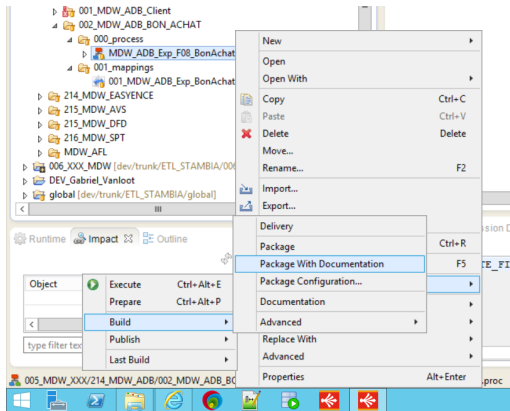 001_MDW_ADB_Client
002_MDW_ADB_BON_ACHAT
000_process
MDW_ADB_Exp_F08_BonAchat
001_mappings
001_MDW_ADB_Exp_BonAchat
214_MDW_EASYENCE
215_MDW_AVS
215_MDW_DFD
216_MDW_SPT
MDW_AFL
006_XXX_MDW [dev/trunk/ETL_STAMBIA/006
DEV_Gabriel_Vanloot
global [dev/trunk/ETL_STAMBIA/global]
New
Open
Open With
Copy Ctrl+C
Paste Ctrl+V
Delete Delete
Move...
Rename... F2
Import...
Export...
Ctrl+R
F5
Replace With
Advanced
Properties Alt+Enter
Delivery
Package
Package With Documentation
Package Configuration...
Documentation
Advanced
Runtime Impact Outline
Object
type filter tex
Execute Ctrl+Alt+E
Prepare Ctrl+Alt+P
Build
Publish
Last Build
sion D
TE_FI
005_MDW_XXX/214_MDW_ADB/002_MDW_ADB_BO
.proc